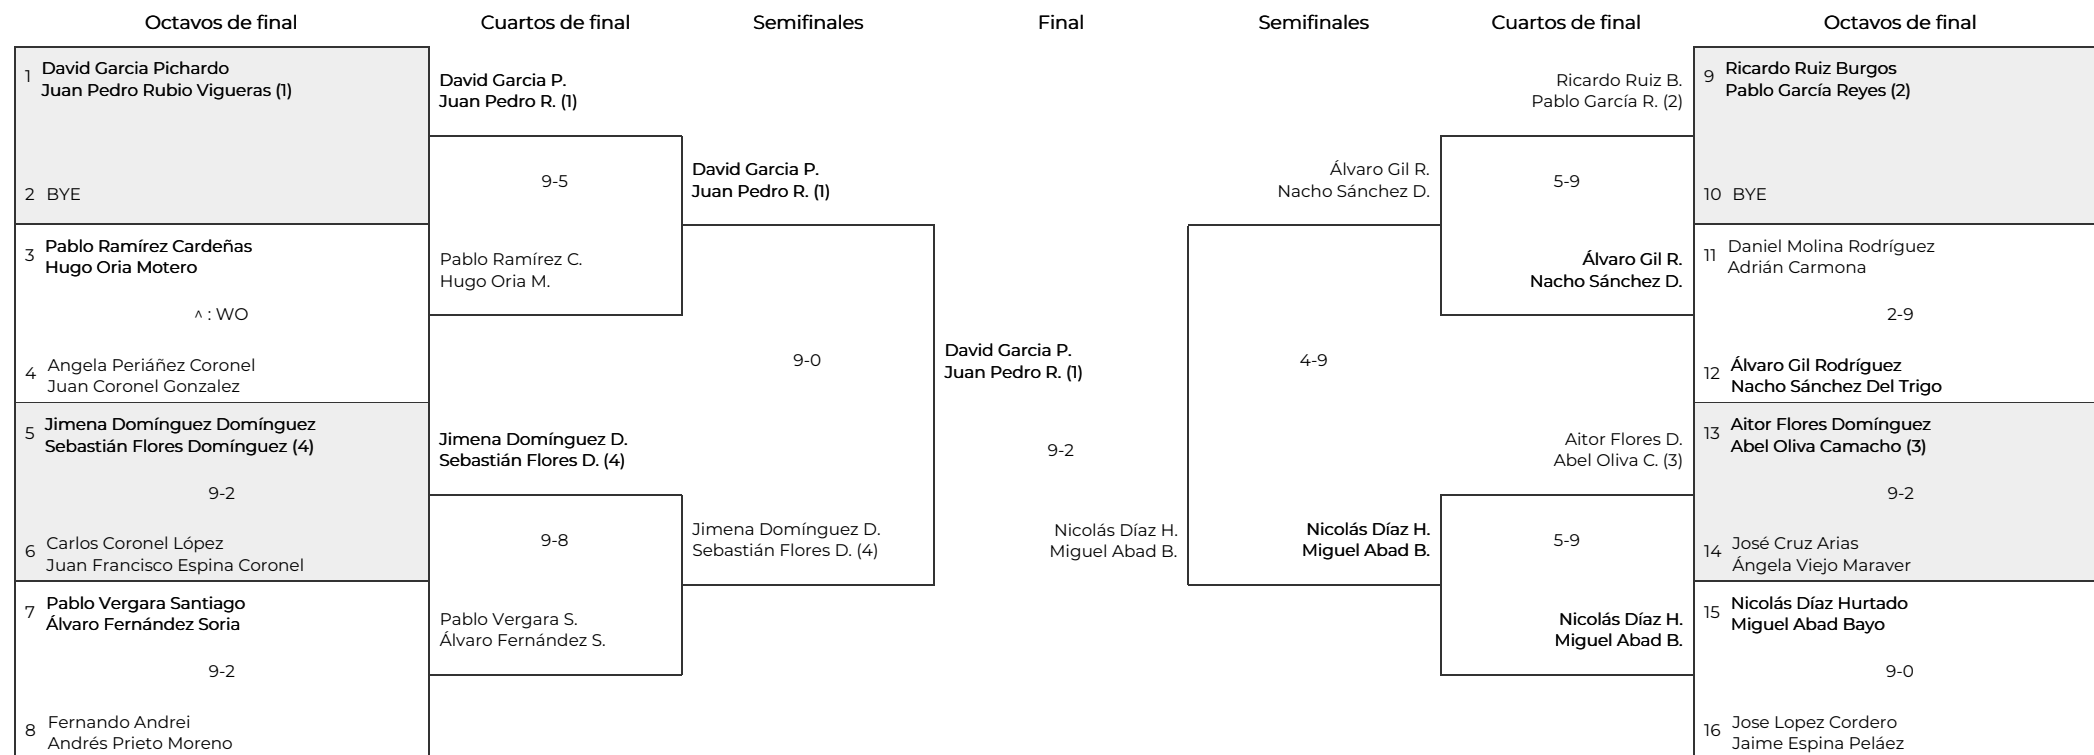 Octavos de final
Cuartos de final
Semifinales
Final
Semifinales
Cuartos de final
Octavos de final
1
David Garcia Pichardo
Juan Pedro Rubio Vigueras (1)
2 BYE
3
Pablo Ramírez Cardeñas
Hugo Oria Motero
^ : WO
4
Angela Periáñez Coronel
Juan Coronel Gonzalez
5
Jimena Domínguez Domínguez
Sebastián Flores Domínguez (4)
9-2
6
Carlos Coronel López
Juan Francisco Espina Coronel
7
Pablo Vergara Santiago
Álvaro Fernández Soria
9-2
8
Fernando Andrei
Andrés Prieto Moreno
David Garcia P.
Juan Pedro R. (1)
9-5
Pablo Ramírez C.
Hugo Oria M.
Jimena Domínguez D.
Sebastián Flores D. (4)
9-8
Pablo Vergara S.
Álvaro Fernández S.
David Garcia P.
Juan Pedro R. (1)
9-0
Jimena Domínguez D.
Sebastián Flores D. (4)
David Garcia P.
Juan Pedro R. (1)
9-2
Nicolás Díaz H.
Miguel Abad B.
Álvaro Gil R.
Nacho Sánchez D.
4-9
Nicolás Díaz H.
Miguel Abad B.
Ricardo Ruiz B.
Pablo García R. (2)
5-9
Álvaro Gil R.
Nacho Sánchez D.
Aitor Flores D.
Abel Oliva C. (3)
5-9
Nicolás Díaz H.
Miguel Abad B.
9
Ricardo Ruiz Burgos
Pablo García Reyes (2)
10 BYE
11
Daniel Molina Rodríguez
Adrián Carmona
2-9
12
Álvaro Gil Rodríguez
Nacho Sánchez Del Trigo
13
Aitor Flores Domínguez
Abel Oliva Camacho (3)
9-2
14
José Cruz Arias
Ángela Viejo Maraver
15
Nicolás Díaz Hurtado
Miguel Abad Bayo
9-0
16
Jose Lopez Cordero
Jaime Espina Peláez